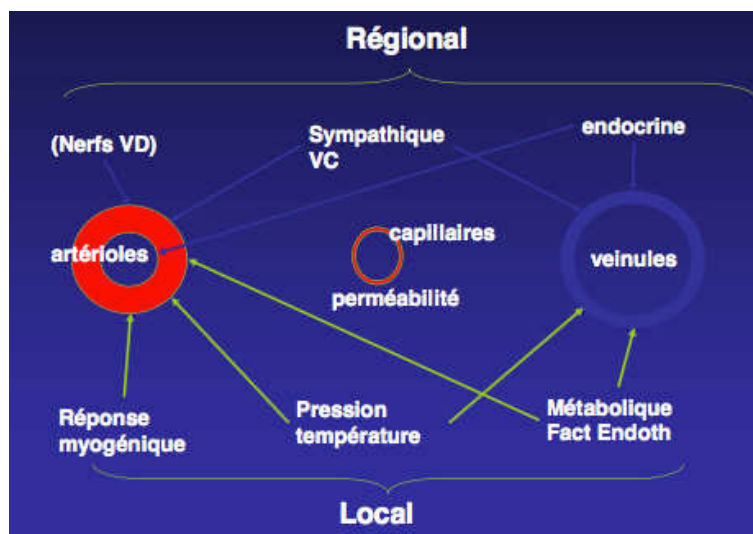 Régional
(Nerfs VD)
Sympathique
VC
endocrine
artérioles
capillaires
veinules
perméabilité
Réponse
myogénique
Pression
température
Métabolique
Fact Endoth
Local